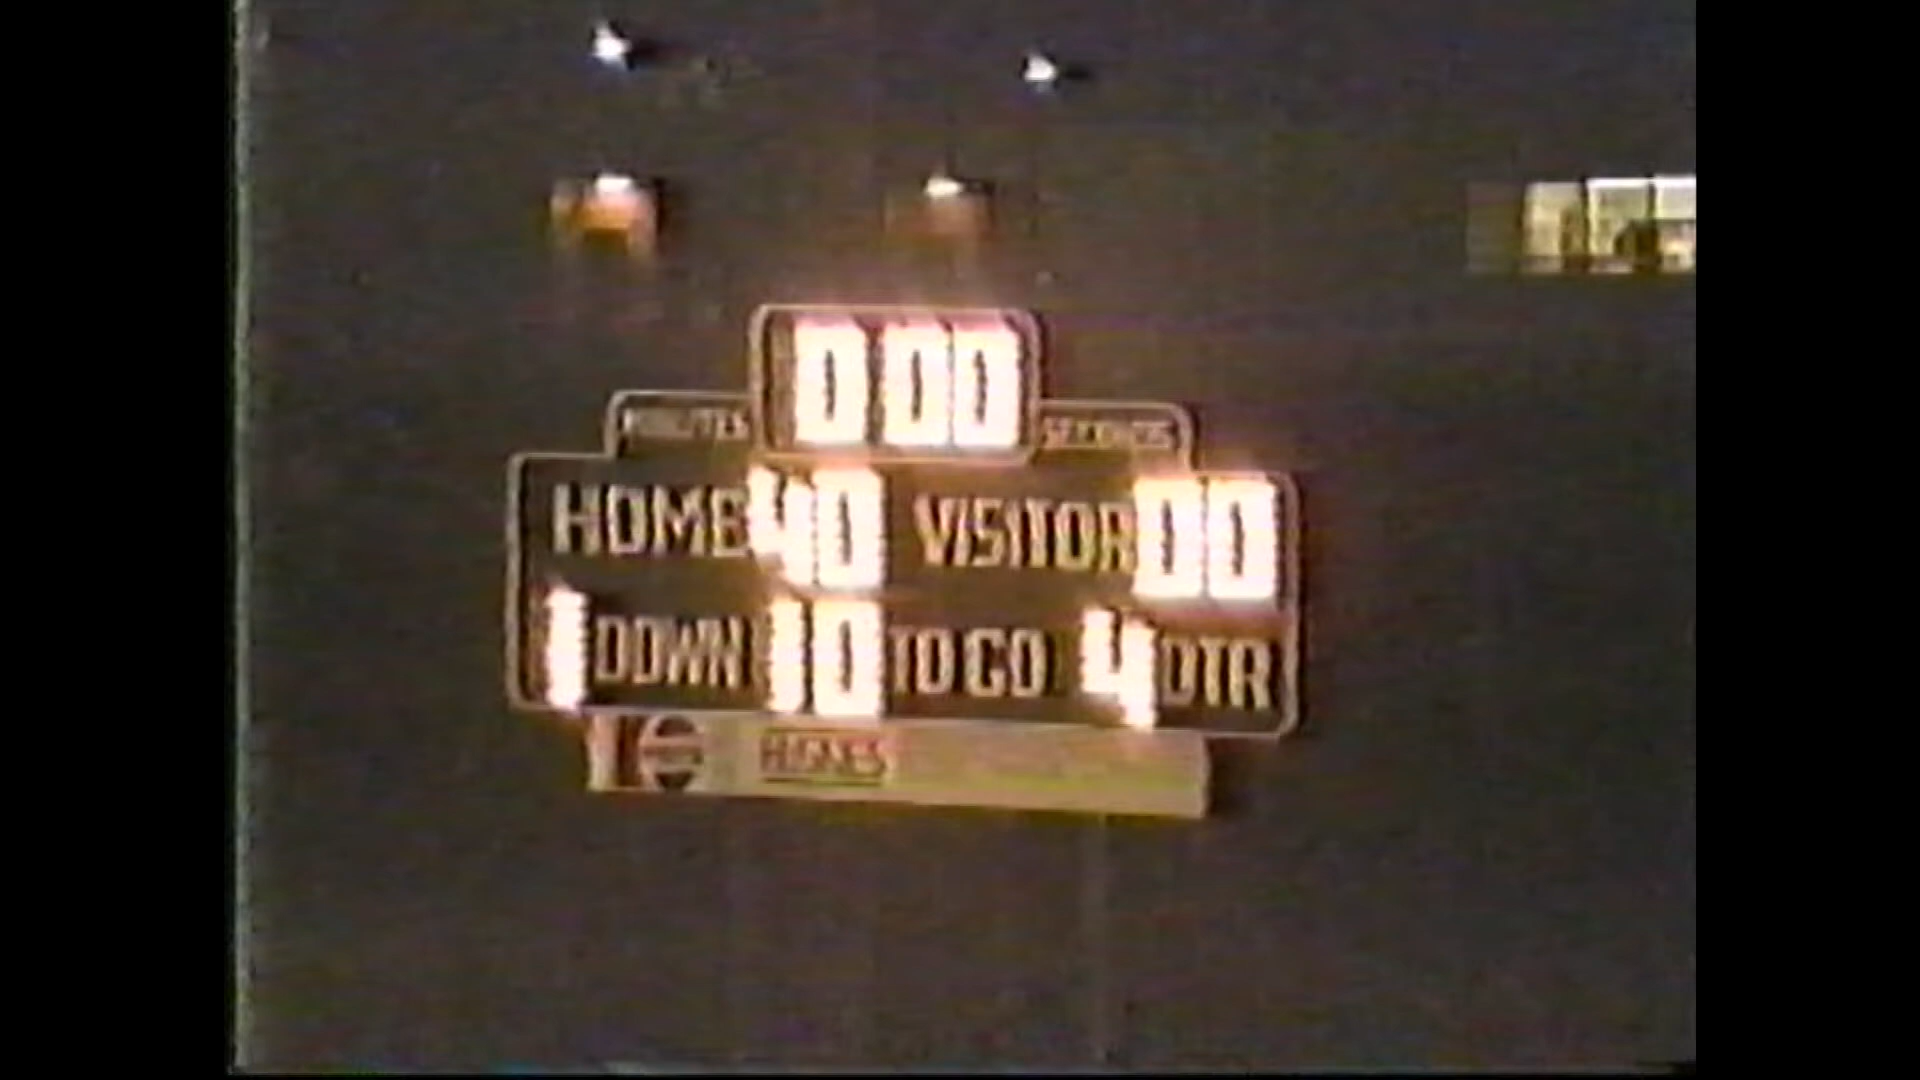 0 00
MINUTES SECONDS
HOME 40 VISITOR 00
1 DOWN 10 TO GO 4 QTR